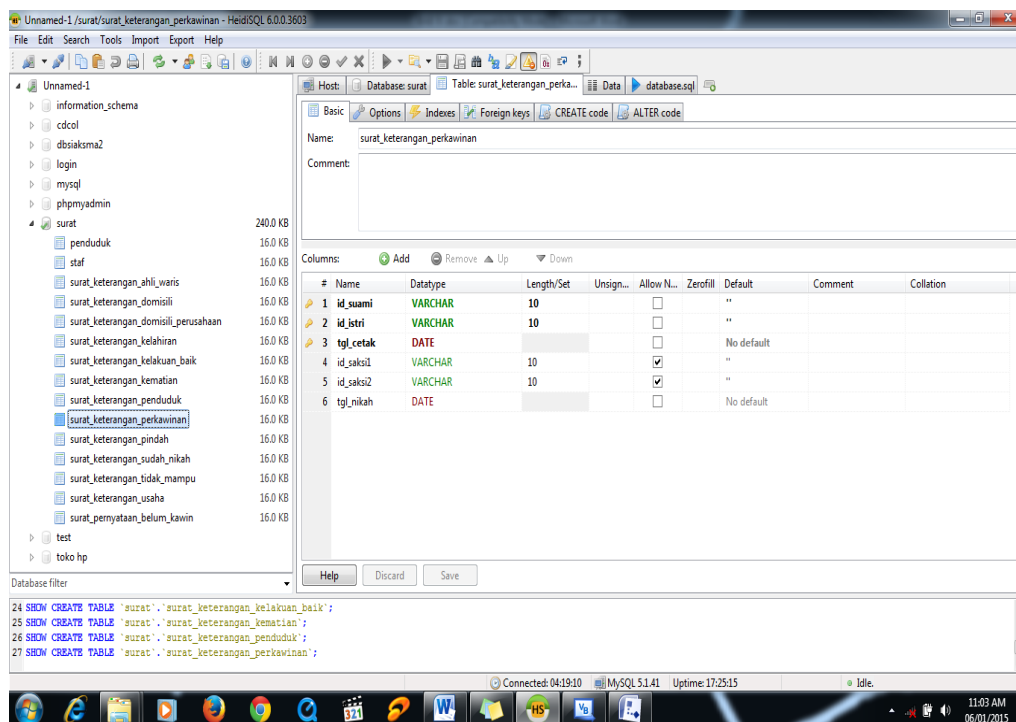 Unnamed-1 /surat/surat_keterangan_perkawinan - HeidiSQL 6.0.0.3603
File Edit Search Tools Import Export Help
Unnamed-1
information_schema
cdcol
dbsiaksma2
login
mysql
phpmyadmin
surat 240.0 KB
penduduk 16.0 KB
staf 16.0 KB
surat_keterangan_ahli_waris 16.0 KB
surat_keterangan_domisili 16.0 KB
surat_keterangan_domisili_perusahaan 16.0 KB
surat_keterangan_kelahiran 16.0 KB
surat_keterangan_kelakuan_baik 16.0 KB
surat_keterangan_kematian 16.0 KB
surat_keterangan_penduduk 16.0 KB
surat_keterangan_perkawinan 16.0 KB
surat_keterangan_pindah 16.0 KB
surat_keterangan_sudah_nikah 16.0 KB
surat_keterangan_tidak_mampu 16.0 KB
surat_keterangan_usaha 16.0 KB
surat_pernyataan_belum_kawin 16.0 KB
test
toko hp
Database filter
Host: Database: surat Table: surat_keterangan_perka... Data database.sql
Basic Options Indexes Foreign keys CREATE code ALTER code
Name: surat_keterangan_perkawinan
Comment:
Columns: Add Remove Up Down
# Name Datatype Length/Set Unsign... Allow N... Zerofill Default Comment Collation
1 id_suami VARCHAR 10 ''
2 id_istri VARCHAR 10 ''
3 tgl_cetak DATE No default
4 id_saksi1 VARCHAR 10 ''
5 id_saksi2 VARCHAR 10 ''
6 tgl_nikah DATE No default
Help Discard Save
24 SHOW CREATE TABLE `surat`.`surat_keterangan_kelakuan_baik`;
25 SHOW CREATE TABLE `surat`.`surat_keterangan_kematian`;
26 SHOW CREATE TABLE `surat`.`surat_keterangan_penduduk`;
27 SHOW CREATE TABLE `surat`.`surat_keterangan_perkawinan`;
Connected: 04:19:10 MySQL 5.1.41 Uptime: 17:25:15 Idle.
321
W
HS
VB
11:03 AM
06/01/2015